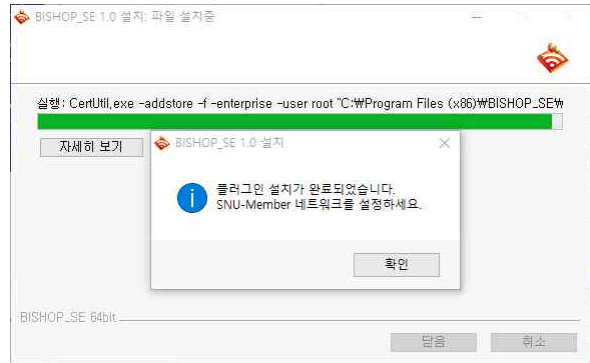 BISHOP_SE 1.0 설치: 파일 설치중
실행: CertUtil,exe -addstore -f -enterprise -user root "C:₩Program Files (x86)₩BISHOP_SE₩
자세히 보기
BISHOP_SE 1.0 설치
플러그인 설치가 완료되었습니다.
SNU-Member 네트워크를 설정하세요.
확인
BISHOP_SE 64bit
닫음
취소